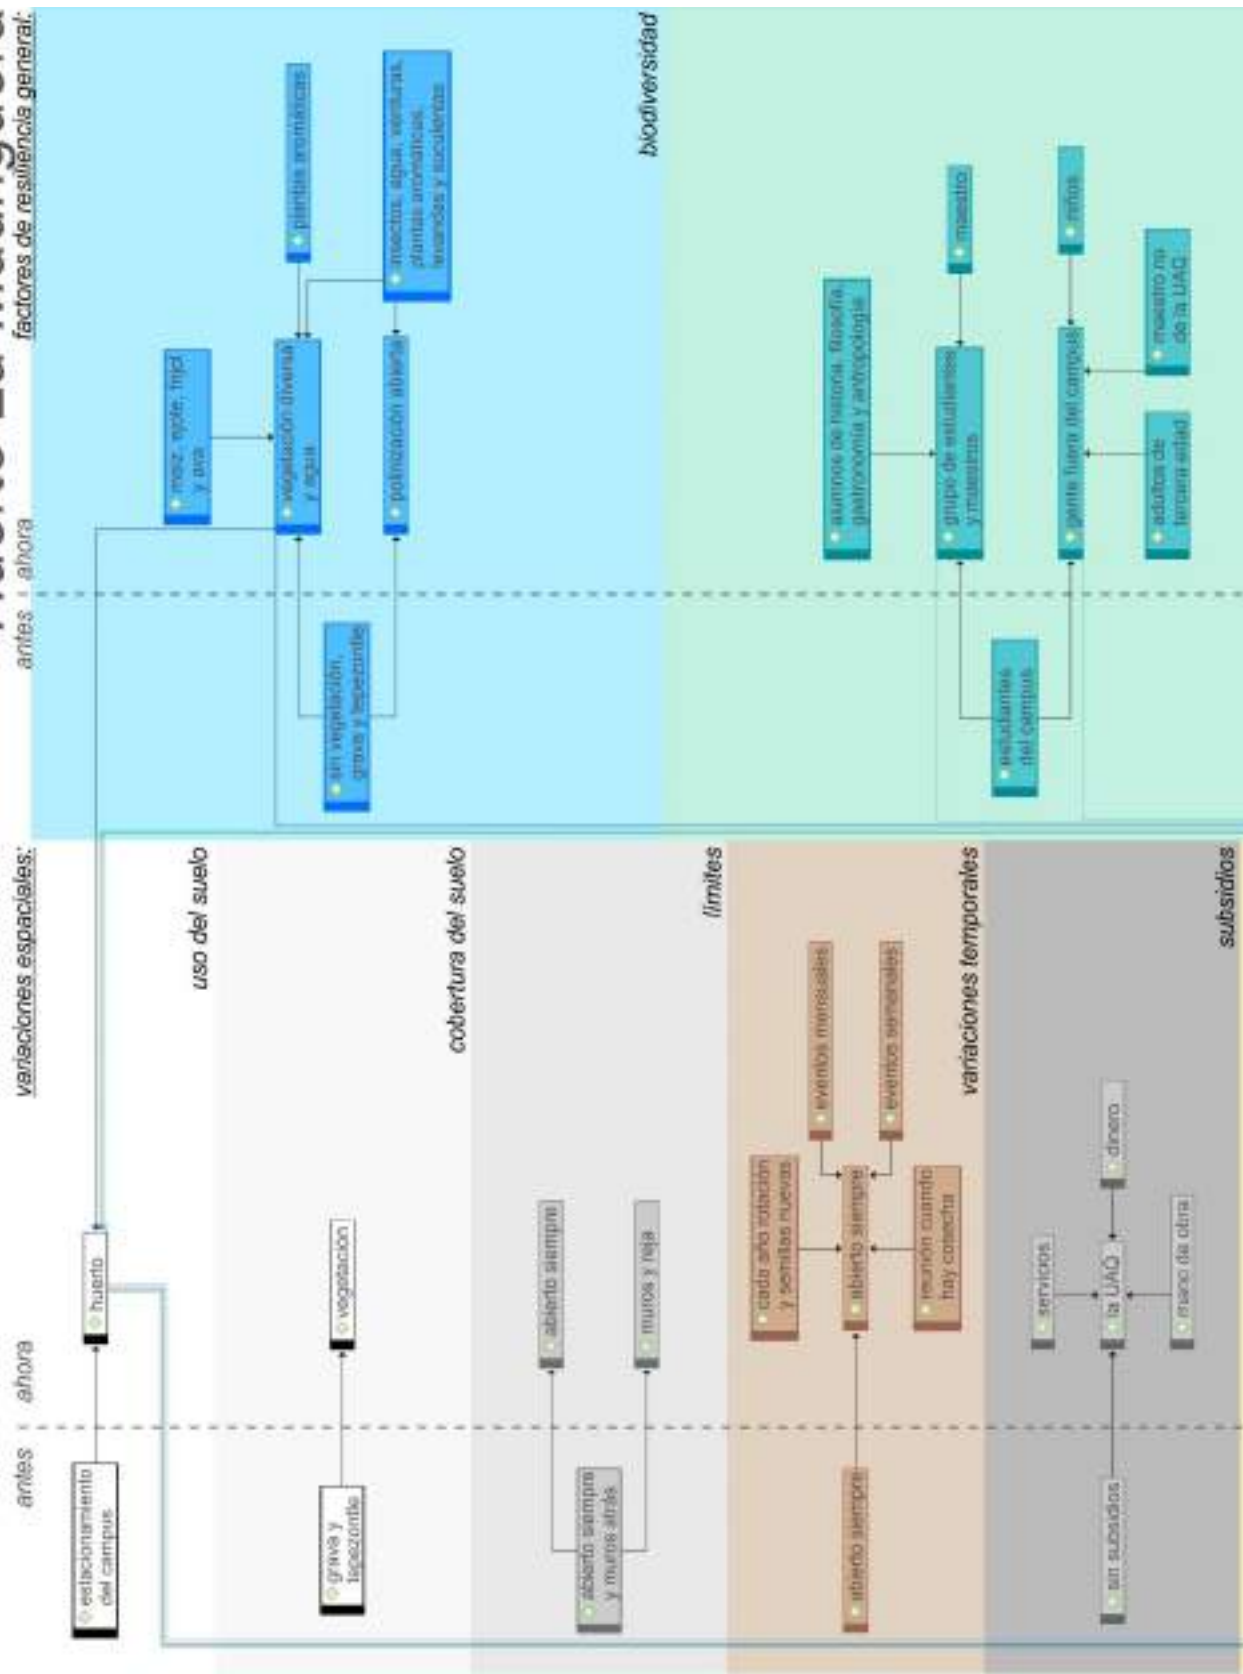 variaciones espaciales:
antes
ahora
estacionamiento
del campus
huerto
uso del suelo
grava y
tepezontle
vegetación
cobertura del suelo
abierto siempre
y muros atrás
abierto siempre
muros y reja
límites
abierto siempre
cada año rotación
y semillas nuevas
abierto siempre
reunión cuando
hay cosecha
eventos mensuales
eventos semanales
variaciones temporales
sin subsidios
servicios
la UAQ
mano de obra
dinero
subsidios
factores de resiliencia general:
antes
ahora
sin vegetación,
grava y tepezontle
maíz, ejote, frijol
vegetación diversa
y agua
polinización abierta
plantas aromáticas
insectos, agua, venturas,
plantas aromáticas,
lavandas y suculentas
biodiversidad
estudiantes
del campus
alumnos de historia, filosofía,
gastronomía y antropología
grupo de estudiantes
y maestros
gente fuera del campus
adultos de
tercera edad
maestro
niños
maestro no
de la UAQ